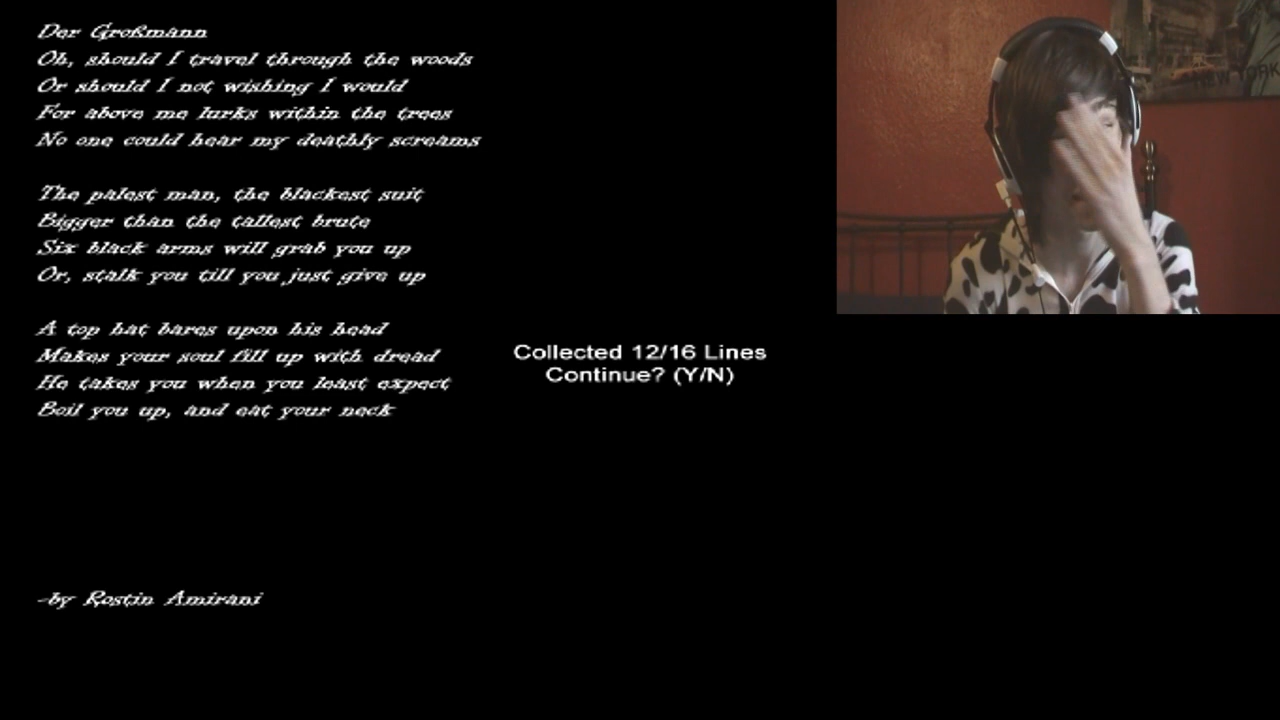 Der Großmann
Oh, should I travel through the woods
Or should I not wishing I would
For above me lurks within the trees
No one could hear my deathly screams
The palest man, the blackest suit
Bigger than the tallest brute
Six black arms will grab you up
Or, stalk you till you just give up
A top hat bares upon his head
Makes your soul fill up with dread
He takes you when you least expect
Boil you up, and eat your neck
-by Rostin Amirani
Collected 12/16 Lines
Continue? (Y/N)
NEW YORK